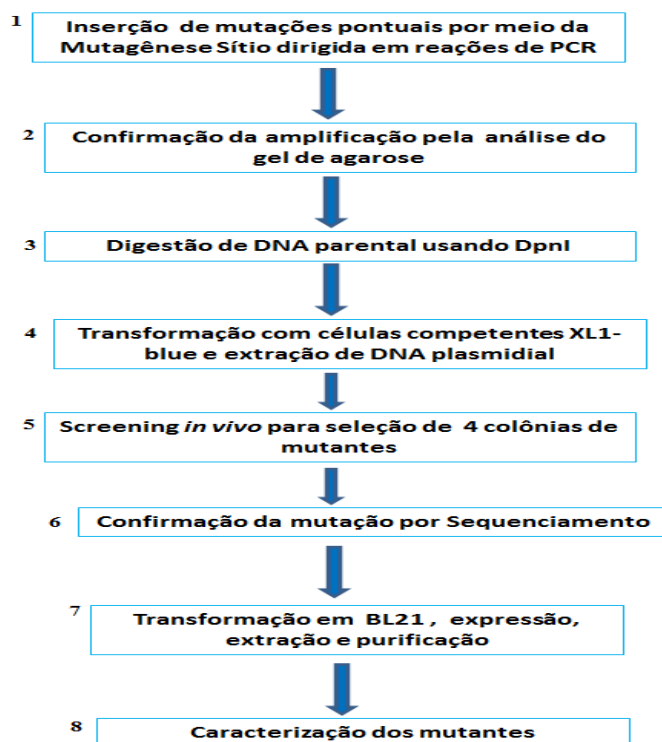 1
Inserção de mutações pontuais por meio da
Mutagênese Sítio dirigida em reações de PCR
2
Confirmação da amplificação pela análise do
gel de agarose
3
Digestão de DNA parental usando DpnI
4
Transformação com células competentes XL1-
blue e extração de DNA plasmidial
5
Screening in vivo para seleção de 4 colônias de
mutantes
6
Confirmação da mutação por Sequenciamento
7
Transformação em BL21 , expressão,
extração e purificação
8
Caracterização dos mutantes